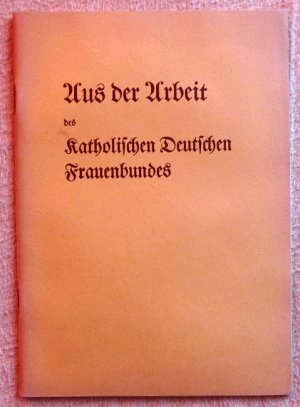 Aus der Arbeit
des
Katholischen Deutschen
Frauenbundes